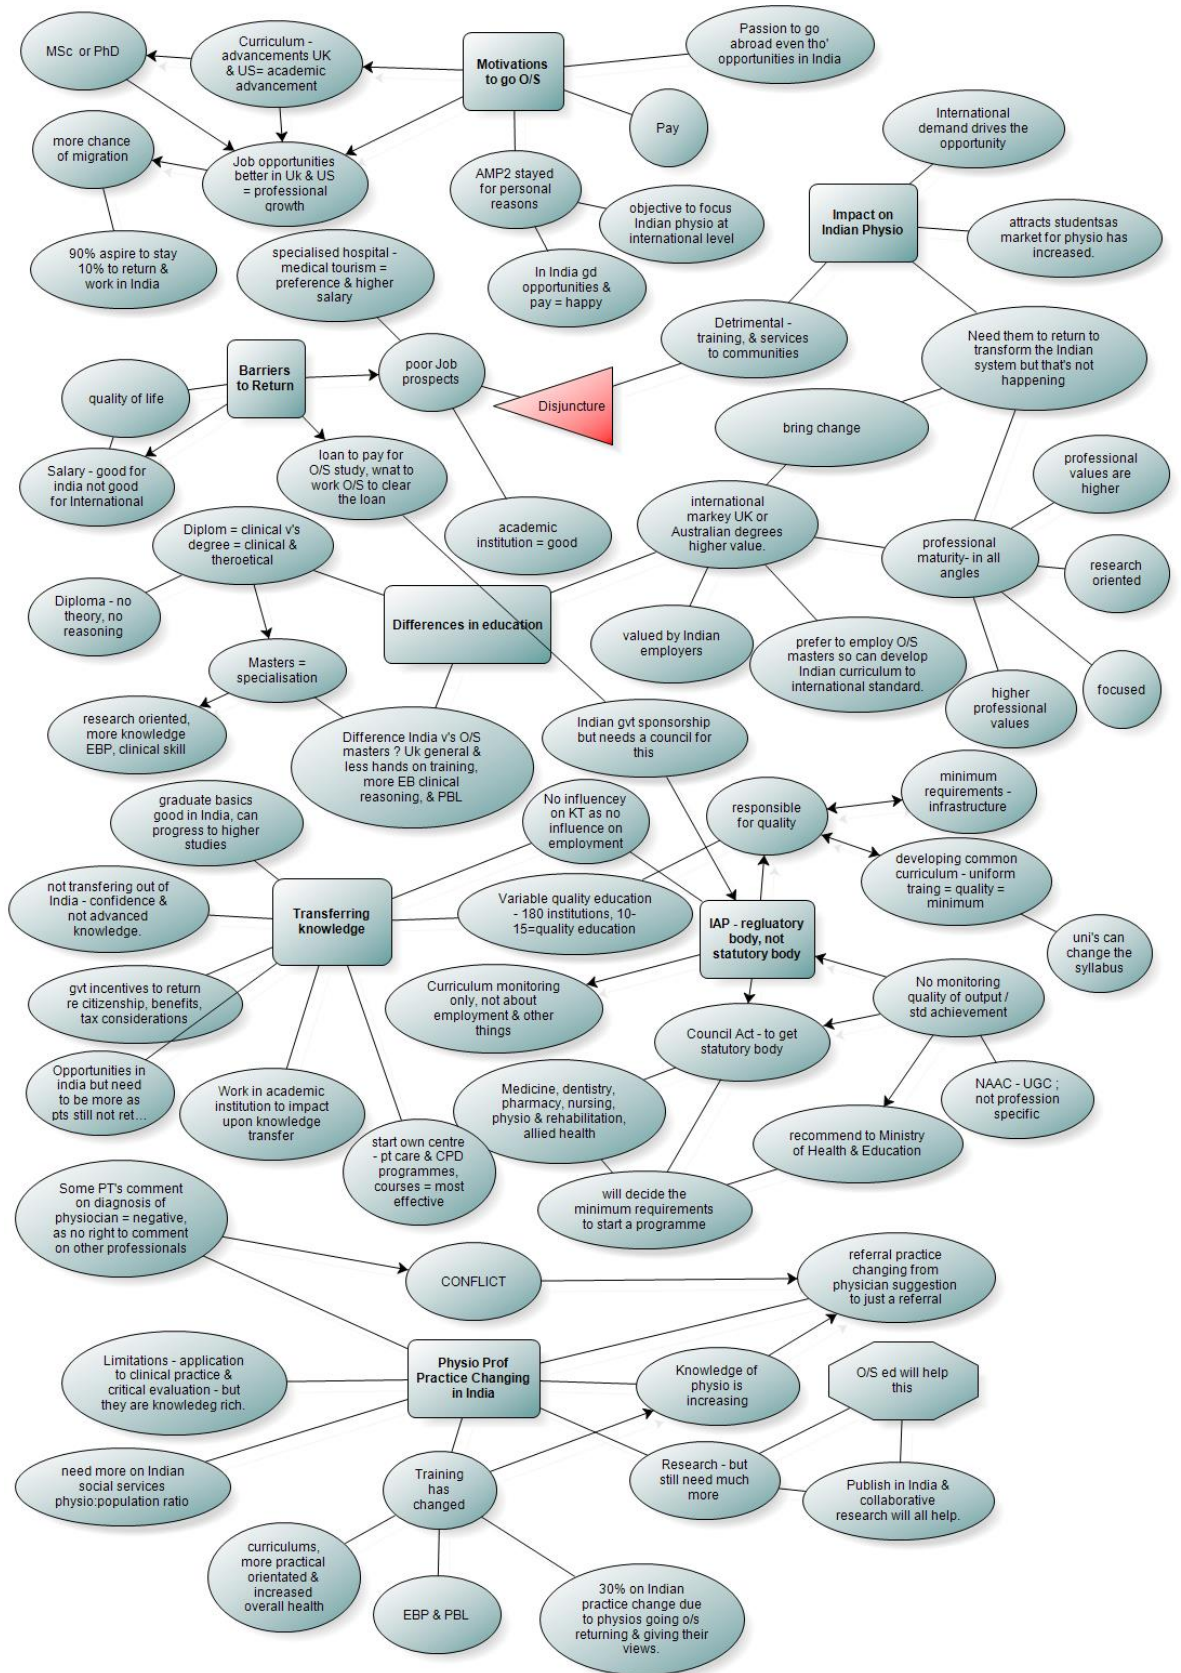 MSc or PhD
Curriculum -
advancements UK
& US= academic
advancement
Motivations
to go O/S
Passion to go
abroad even tho'
opportunities in India
Pay
International
demand drives the
opportunity
more chance
of migration
Job opportunities
better in Uk & US
= professional
growth
AMP2 stayed
for personal
reasons
objective to focus
Indian physio at
international level
Impact on
Indian Physio
attracts studentsas
market for physio has
increased.
90% aspire to stay
10% to return &
work in India
specialised hospital -
medical tourism =
preference & higher
salary
In India gd
opportunities &
pay = happy
Detrimental -
training, & services
to communities
Need them to return to
transform the Indian
system but that's not
happening
Barriers
to Return
poor Job
prospects
Disjuncture
quality of life
bring change
Salary - good for
india not good
for International
loan to pay for
O/S study, wnat to
work O/S to clear
the loan
academic
institution = good
international
markey UK or
Australian degrees
higher value.
professional
values are
higher
professional
maturity- in all
angles
research
oriented
Diplom = clinical v's
degree = clinical &
theroetical
Diploma - no
theory, no
reasoning
Differences in education
valued by Indian
employers
prefer to employ O/S
masters so can develop
Indian curriculum to
international standard.
higher
professional
values
focused
Masters =
specialisation
research oriented,
more knowledge
EBP, clinical skill
Difference India v's O/S
masters ? Uk general &
less hands on training,
more EB clinical
reasoning, & PBL
Indian gvt sponsorship
but needs a council for
this
graduate basics
good in India, can
progress to higher
studies
No influencey
on KT as no
influence on
employment
responsible
for quality
minimum
requirements -
infrastructure
developing common
curriculum - uniform
traing = quality =
minimum
not transfering out of
India - confidence &
not advanced
knowledge.
Transferring
knowledge
Variable quality education
- 180 institutions, 10-
15=quality education
IAP - regluatory
body, not
statutory body
uni's can
change the
syllabus
gvt incentives to return
re citizenship, benefits,
tax considerations
Curriculum monitoring
only, not about
employment & other
things
No monitoring
quality of output /
std achievement
Council Act - to get
statutory body
Opportunities in
india but need
to be more as
pts still not ret...
Work in academic
institution to impact
upon knowledge
transfer
Medicine, dentistry,
pharmacy, nursing,
physio & rehabilitation,
allied health
NAAC - UGC ;
not profession
specific
start own centre
- pt care & CPD
programmes,
courses = most
effective
recommend to Ministry
of Health & Education
will decide the
minimum requirements
to start a programme
Some PT's comment
on diagnosis of
physiocian = negative,
as no right to comment
on other professionals
CONFLICT
referral practice
changing from
physician suggestion
to just a referral
Limitations - application
to clinical practice &
critical evaluation - but
they are knowledeg rich.
Physio Prof
Practice Changing
in India
Knowledge of
physio is
increasing
O/S ed will help
this
need more on Indian
social services
physio:population ratio
Training
has
changed
Research - but
still need much
more
Publish in India &
collaborative
research will all help.
curriculums,
more practical
orientated &
increased
overall health
EBP & PBL
30% on Indian
practice change due
to physios going o/s
returning & giving their
views.